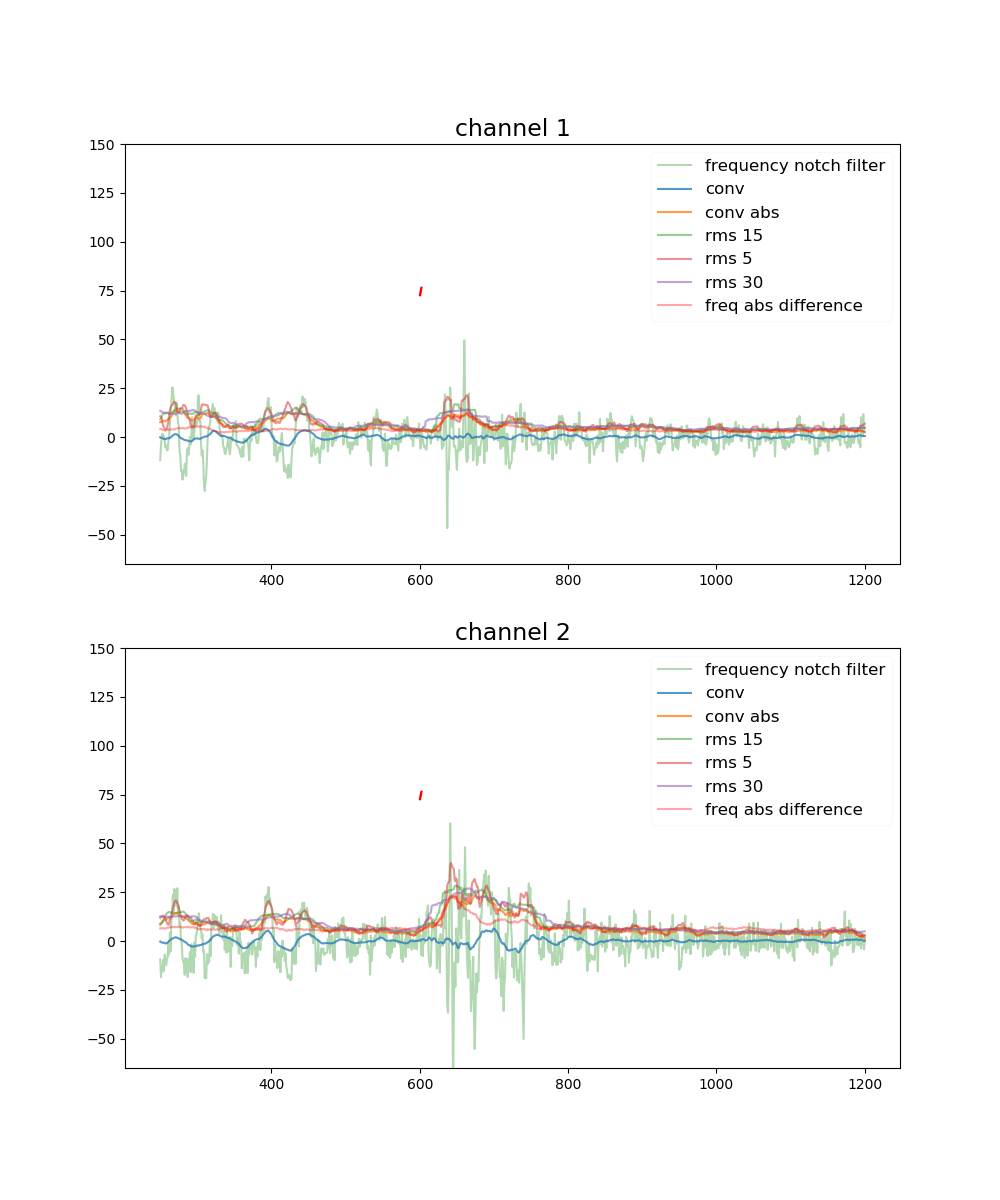 channel 1
150
125
100
75
50
25
0
−25
−50
400 600 800 1000 1200
frequency notch filter
conv
conv abs
rms 15
rms 5
rms 30
freq abs difference
channel 2
150
125
100
75
50
25
0
−25
−50
400 600 800 1000 1200
frequency notch filter
conv
conv abs
rms 15
rms 5
rms 30
freq abs difference